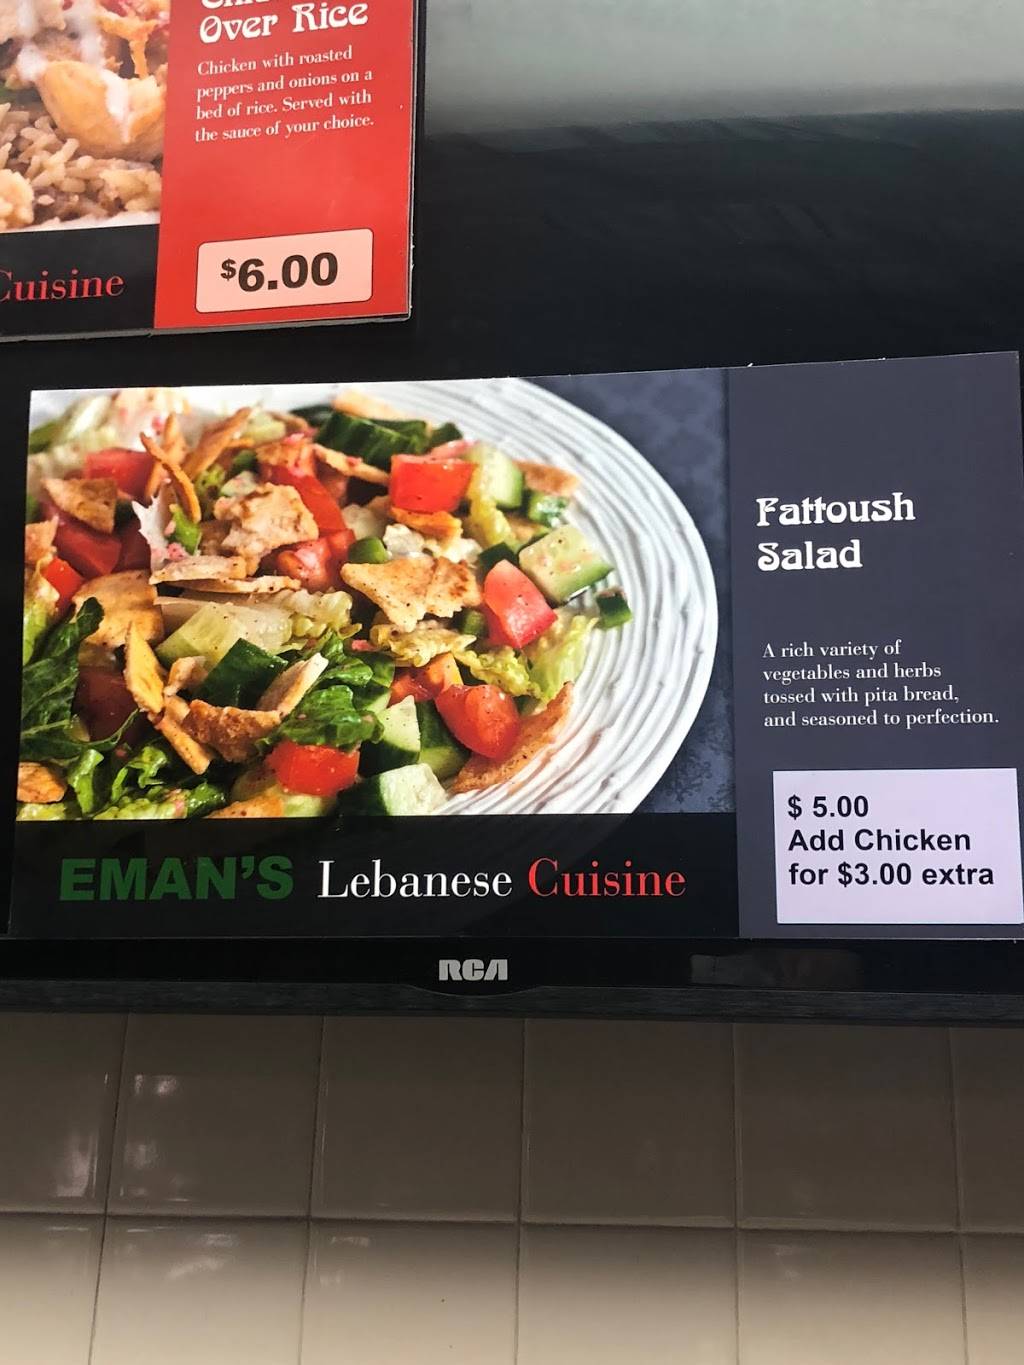 Over Rice
Chicken with roasted
peppers and onions on a
bed of rice. Served with
the sauce of your choice.
$6.00
Cuisine
Fattoush
Salad
A rich variety of
vegetables and herbs
tossed with pita bread,
and seasoned to perfection.
$ 5.00
Add Chicken
for $3.00 extra
EMAN'S Lebanese Cuisine
RCA